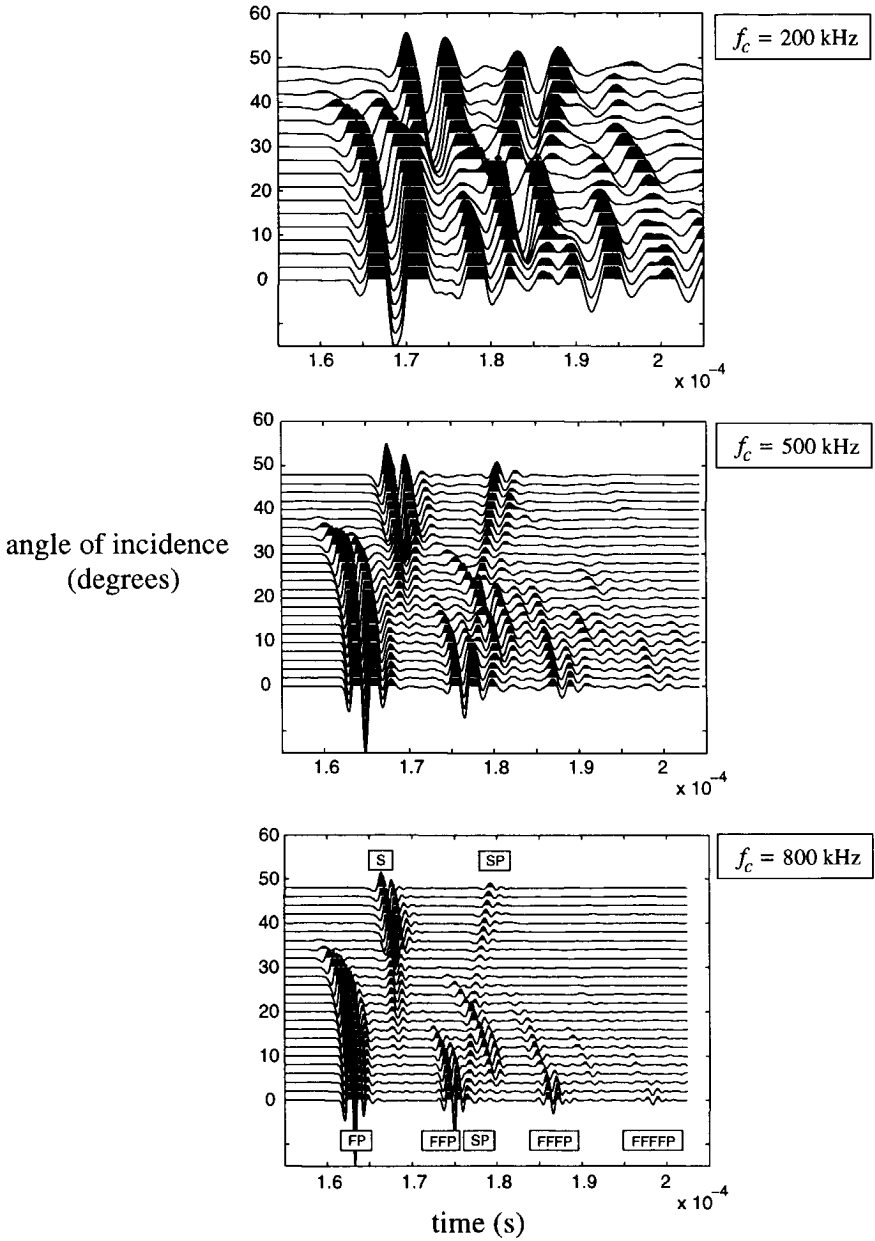 60
50
40
30
20
10
0
1.6 1.7 1.8 1.9 2
x 10⁻⁴
f_c = 200 kHz
60
50
40
30
20
10
0
1.6 1.7 1.8 1.9 2
x 10⁻⁴
f_c = 500 kHz
angle of incidence
(degrees)
60
50
40
30
20
10
0
S SP
FP FFP SP FFFP FFFFP
1.6 1.7 1.8 1.9 2
x 10⁻⁴
f_c = 800 kHz
time (s)